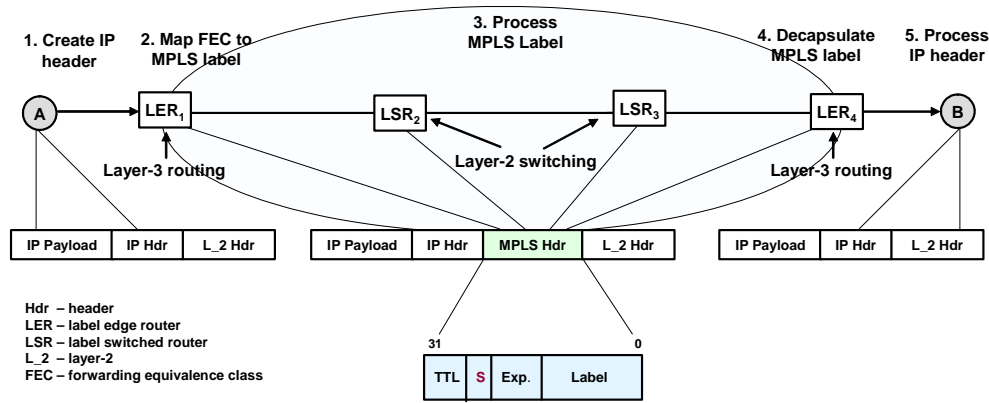 3. Process
MPLS Label
1. Create IP
header
2. Map FEC to
MPLS label
4. Decapsulate
MPLS label
5. Process
IP header
A
LER1
LSR2
LSR3
LER4
B
Layer-3 routing
Layer-2 switching
Layer-3 routing
IP Payload IP Hdr L_2 Hdr
IP Payload IP Hdr MPLS Hdr L_2 Hdr
IP Payload IP Hdr L_2 Hdr
Hdr – header
LER – label edge router
LSR – label switched router
L_2 – layer-2
FEC – forwarding equivalence class
31 0
TTL S Exp. Label